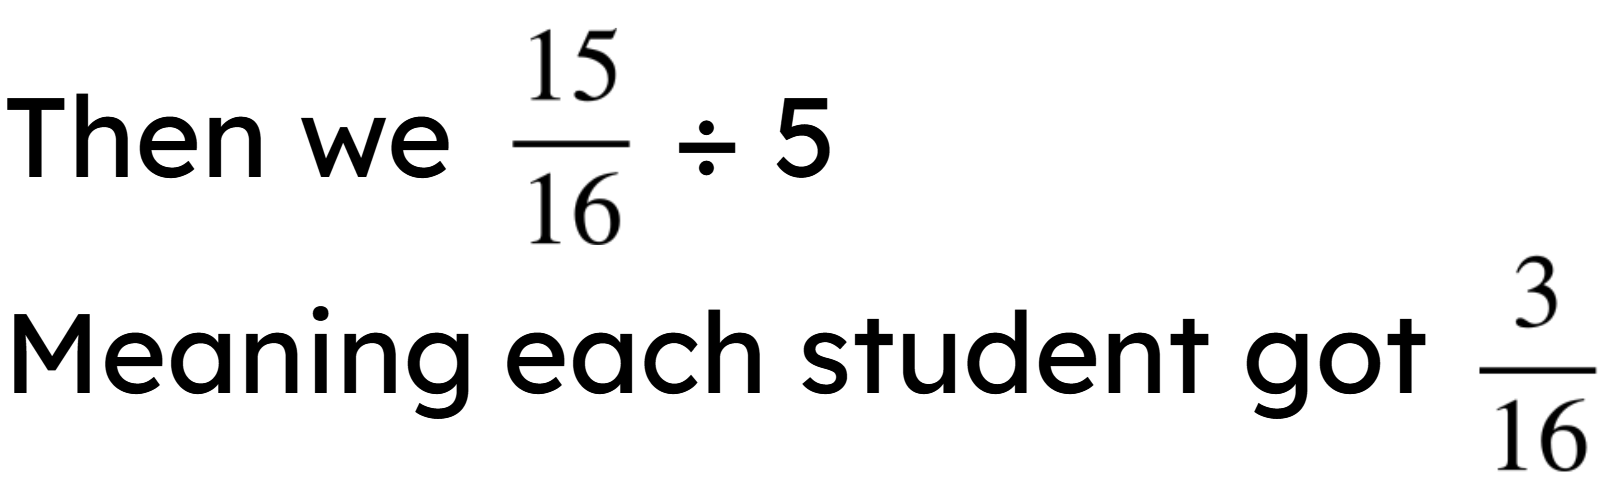 Then we 15/16 ÷ 5
Meaning each student got 3/16